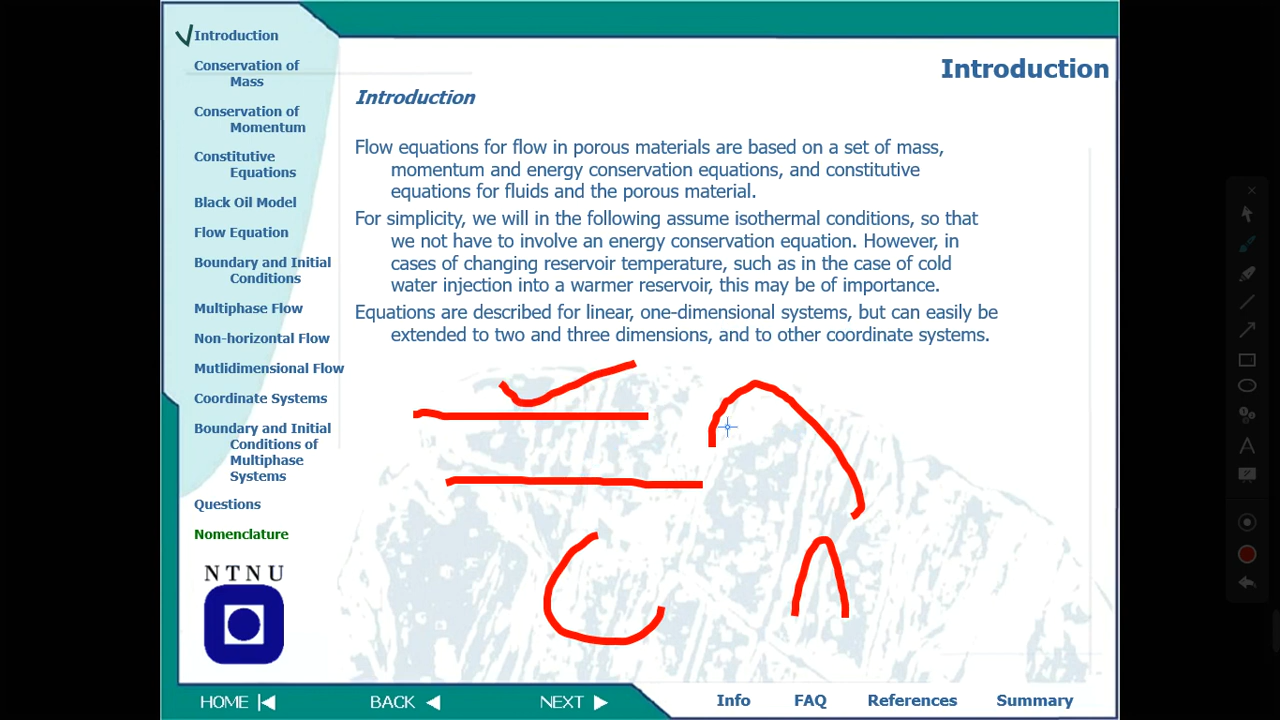 Introduction
Conservation of
Mass
Conservation of
Momentum
Constitutive
Equations
Black Oil Model
Flow Equation
Boundary and Initial
Conditions
Multiphase Flow
Non-horizontal Flow
Mutlidimensional Flow
Coordinate Systems
Boundary and Initial
Conditions of
Multiphase
Systems
Questions
Nomenclature
NTNU
Introduction
Introduction
Flow equations for flow in porous materials are based on a set of mass,
momentum and energy conservation equations, and constitutive
equations for fluids and the porous material.
For simplicity, we will in the following assume isothermal conditions, so that
we not have to involve an energy conservation equation. However, in
cases of changing reservoir temperature, such as in the case of cold
water injection into a warmer reservoir, this may be of importance.
Equations are described for linear, one-dimensional systems, but can easily be
extended to two and three dimensions, and to other coordinate systems.
HOME
BACK
NEXT
Info
FAQ
References
Summary